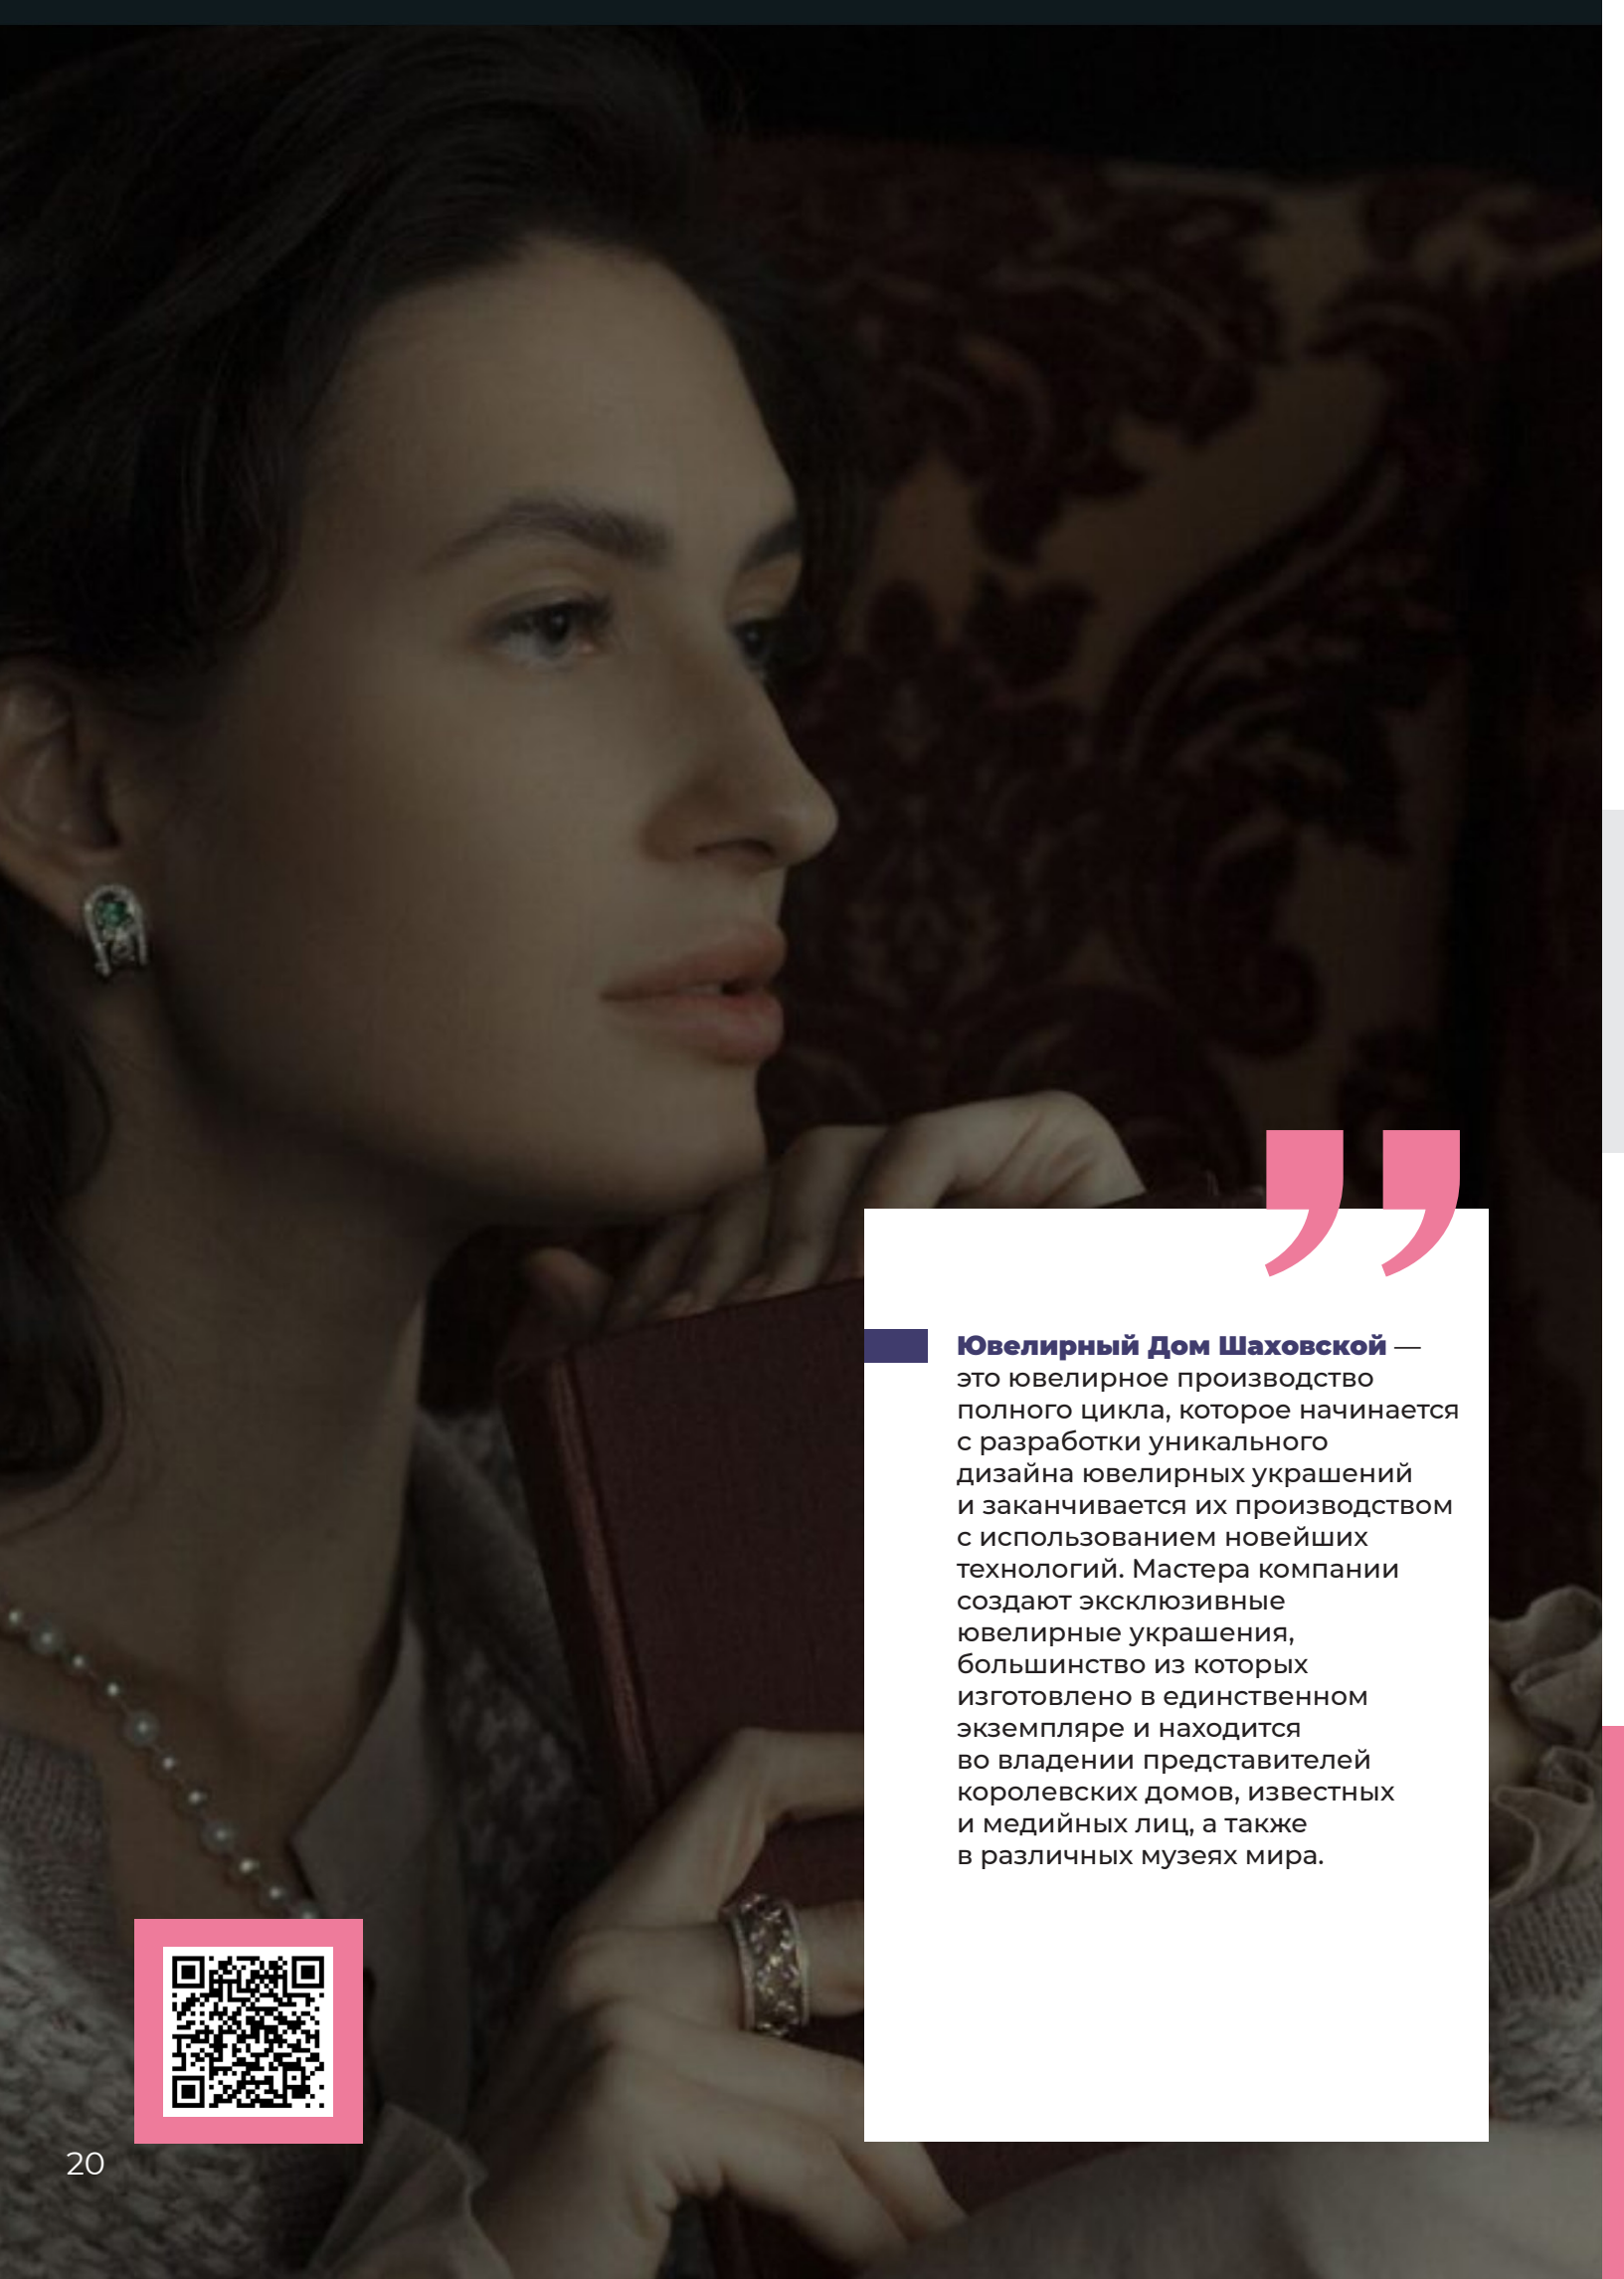 Ювелирный Дом Шаховской —
это ювелирное производство
полного цикла, которое начинается
с разработки уникального
дизайна ювелирных украшений
и заканчивается их производством
с использованием новейших
технологий. Мастера компании
создают эксклюзивные
ювелирные украшения,
большинство из которых
изготовлено в единственном
экземпляре и находится
во владении представителей
королевских домов, известных
и медийных лиц, а также
в различных музеях мира.
20